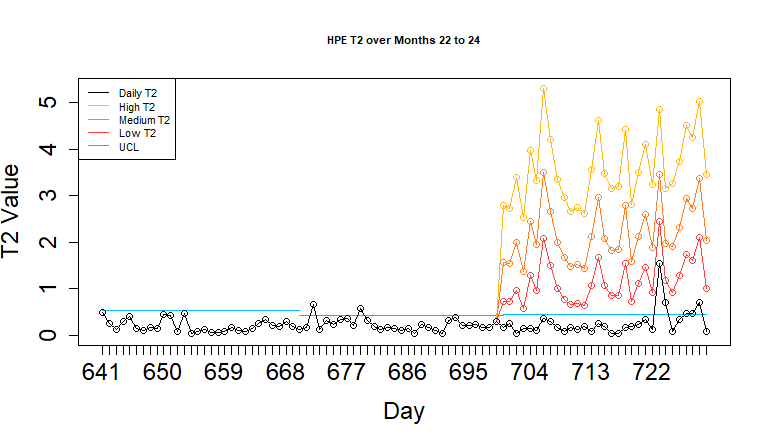 HPE T2 over Months 22 to 24
Daily T2
High T2
Medium T2
Low T2
UCL
T2 Value
5
4
3
2
1
0
641 650 659 668 677 686 695 704 713 722
Day